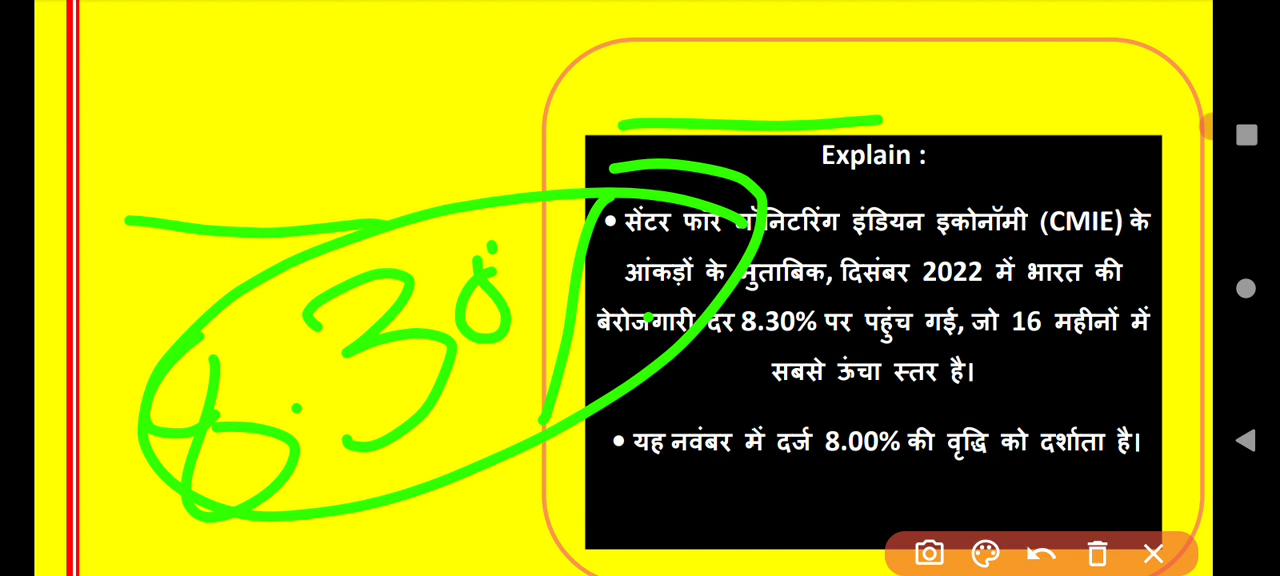 Explain :
• सेंटर फार मॉनिटरिंग इंडियन इकोनॉमी (CMIE) के
आंकड़ों के मुताबिक, दिसंबर 2022 में भारत की
बेरोजगारी दर 8.30% पर पहुंच गई, जो 16 महीनों में
सबसे ऊंचा स्तर है।
• यह नवंबर में दर्ज 8.00% की वृद्धि को दर्शाता है।
8.30